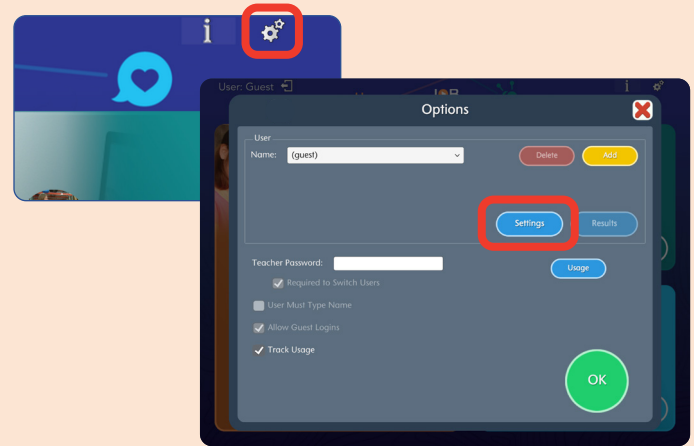 i
User: Guest
i
Options
User
Name: (guest)
Delete
Add
Settings
Results
Teacher Password:
Usage
Required to Switch Users
User Must Type Name
Allow Guest Logins
Track Usage
OK